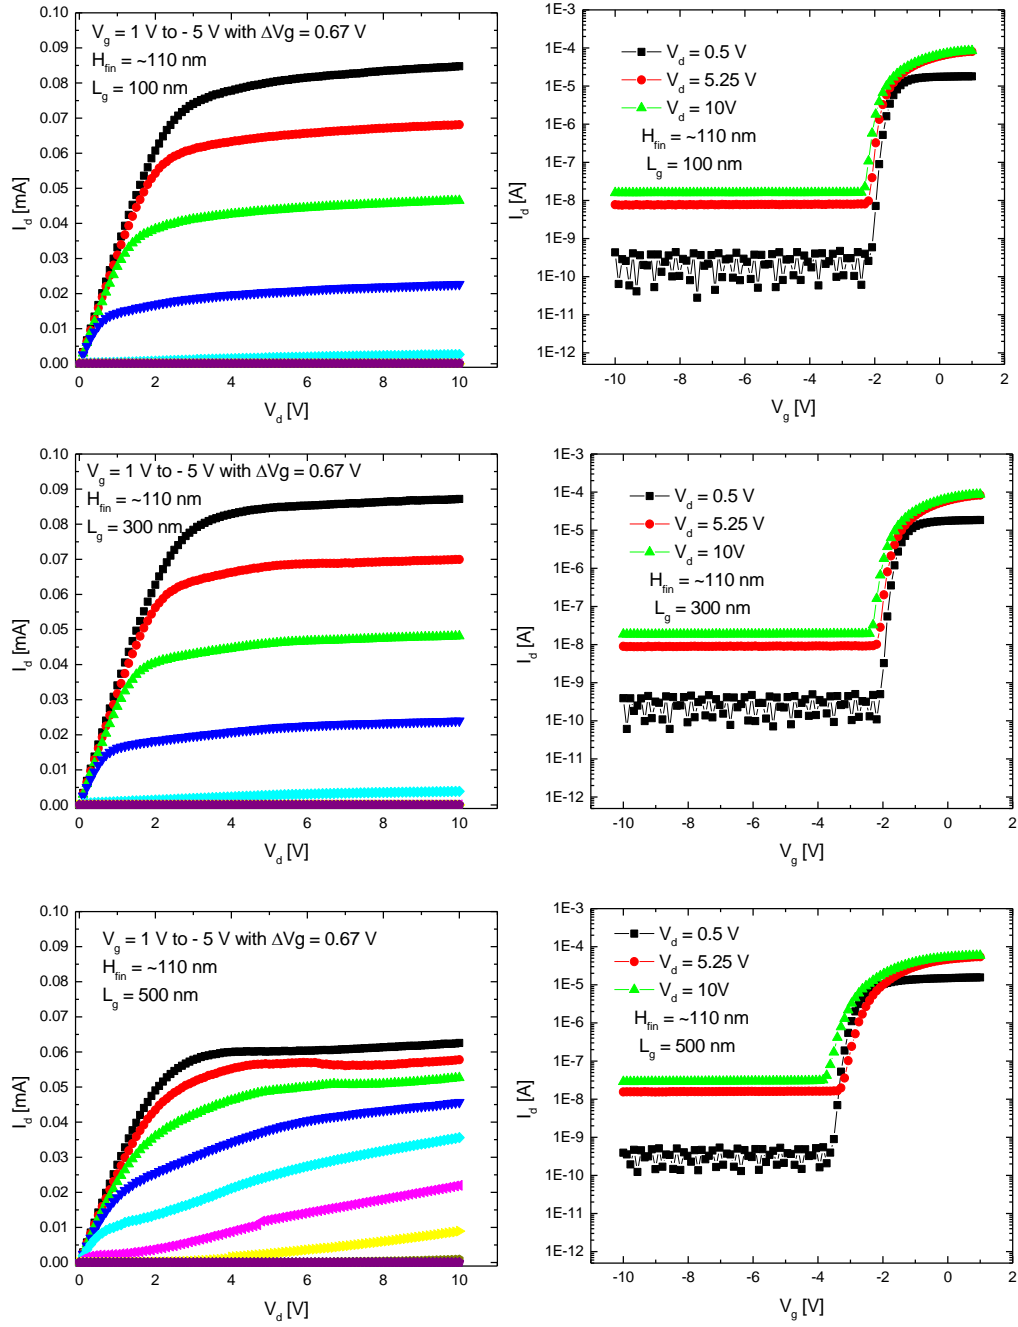 V_g = 1 V to - 5 V with ΔVg = 0.67 V
H_fin = ~110 nm
L_g = 100 nm
0.10
0.09
0.08
0.07
0.06
0.05
0.04
0.03
0.02
0.01
0.00
I_d [mA]
0 2 4 6 8 10
V_d [V]
1E-3
1E-4
1E-5
1E-6
1E-7
1E-8
1E-9
1E-10
1E-11
1E-12
I_d [A]
V_d = 0.5 V
V_d = 5.25 V
V_d = 10V
H_fin = ~110 nm
L_g = 100 nm
-10 -8 -6 -4 -2 0 2
V_g [V]
V_g = 1 V to - 5 V with ΔVg = 0.67 V
H_fin = ~110 nm
L_g = 300 nm
0.10
0.09
0.08
0.07
0.06
0.05
0.04
0.03
0.02
0.01
0.00
I_d [mA]
0 2 4 6 8 10
V_d [V]
1E-3
1E-4
1E-5
1E-6
1E-7
1E-8
1E-9
1E-10
1E-11
1E-12
I_d [A]
V_d = 0.5 V
V_d = 5.25 V
V_d = 10V
H_fin = ~110 nm
L_g = 300 nm
-10 -8 -6 -4 -2 0 2
V_g [V]
V_g = 1 V to - 5 V with ΔVg = 0.67 V
H_fin = ~110 nm
L_g = 500 nm
0.10
0.09
0.08
0.07
0.06
0.05
0.04
0.03
0.02
0.01
0.00
I_d [mA]
0 2 4 6 8 10
V_d [V]
1E-3
1E-4
1E-5
1E-6
1E-7
1E-8
1E-9
1E-10
1E-11
1E-12
I_d [A]
V_d = 0.5 V
V_d = 5.25 V
V_d = 10V
H_fin = ~110 nm
L_g = 500 nm
-10 -8 -6 -4 -2 0 2
V_g [V]